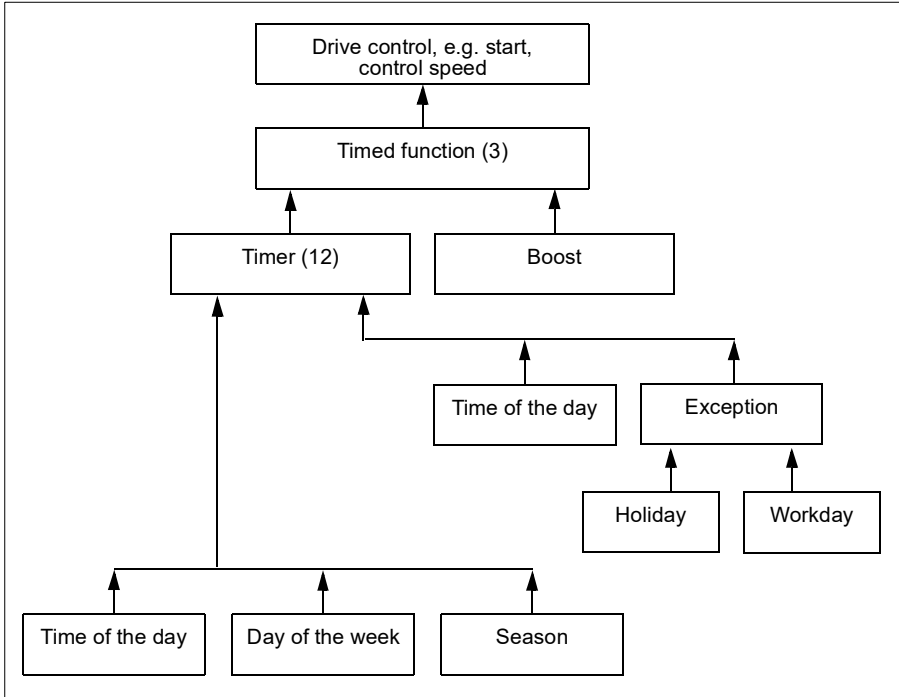 Drive control, e.g. start,
control speed
Timed function (3)
Timer (12)
Boost
Time of the day
Exception
Holiday
Workday
Time of the day
Day of the week
Season